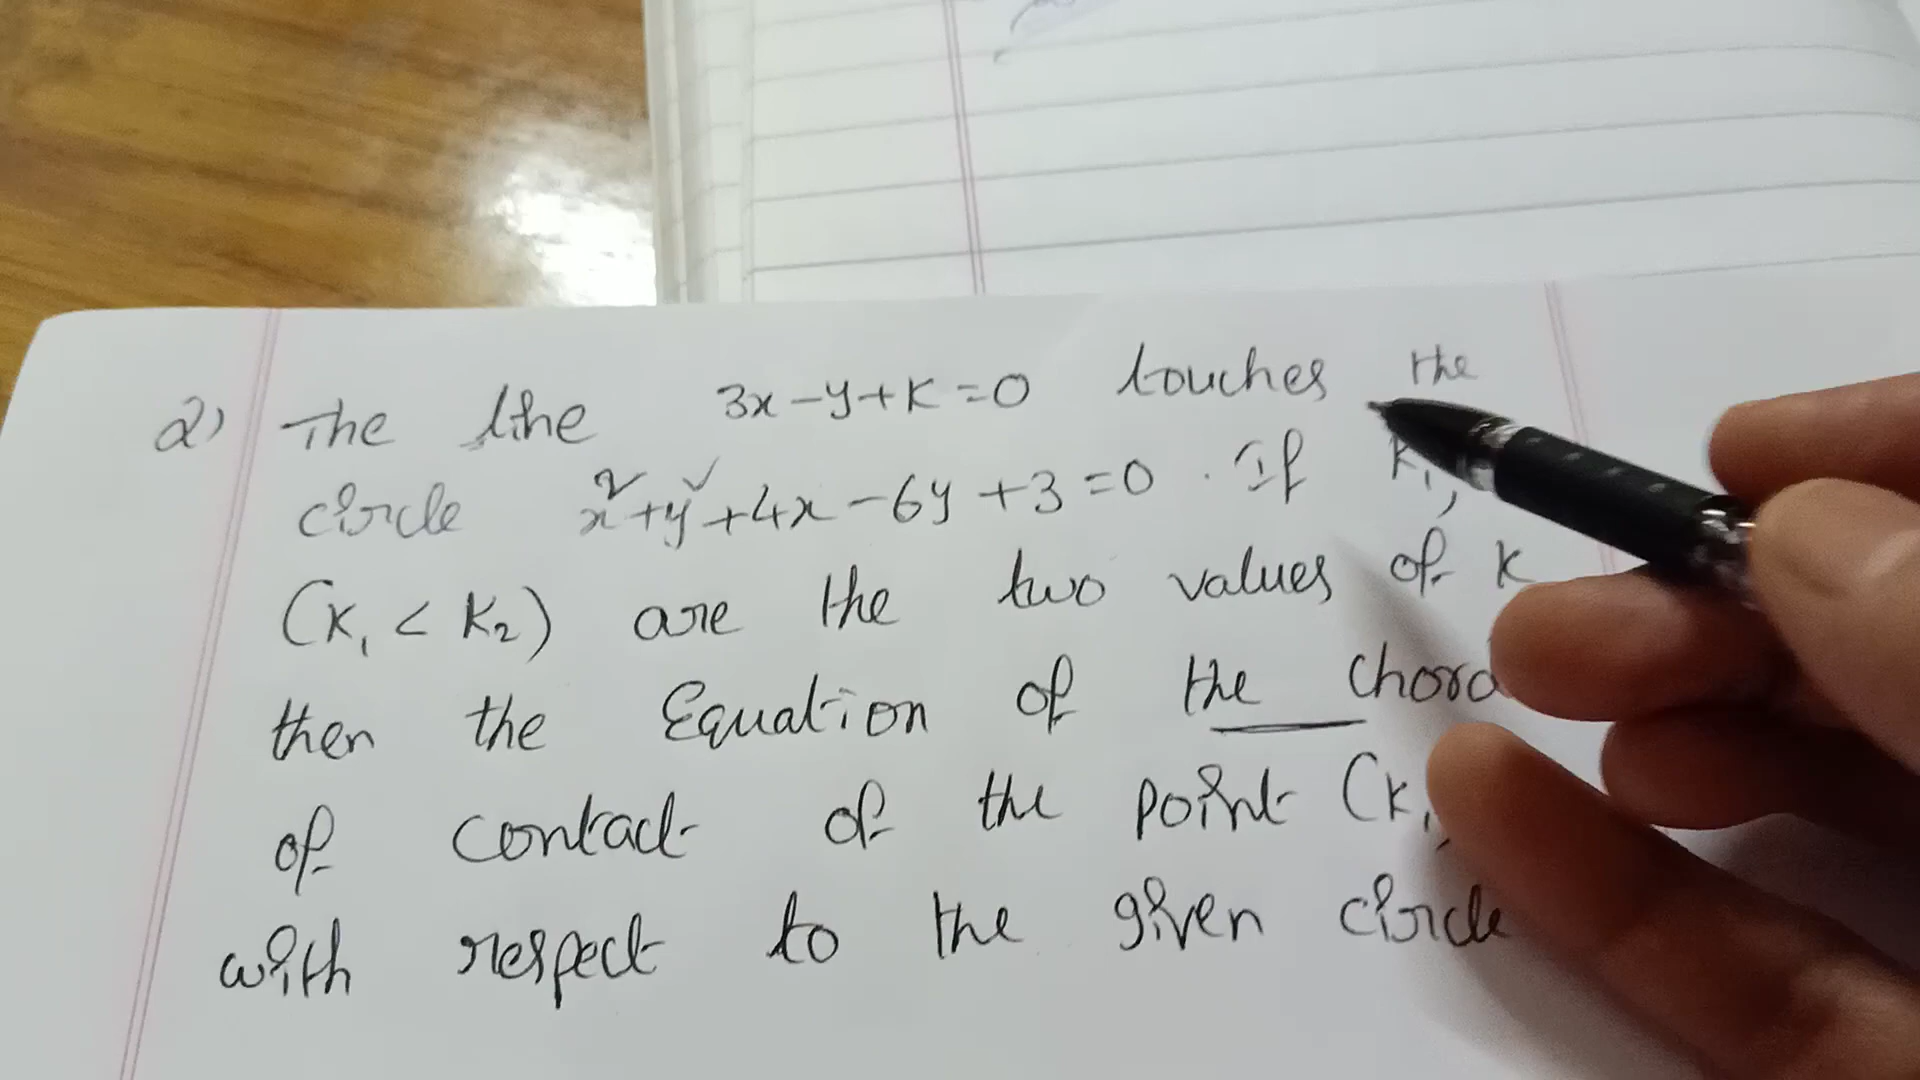 2) The line 3x-y+k=0 touches the
circle x²+y²+4x-6y+3=0. If k₁,
(k₁ < k₂) are the two values of k
then the Equation of the chord
of contact of the point (k₁,
with respect to the given circle